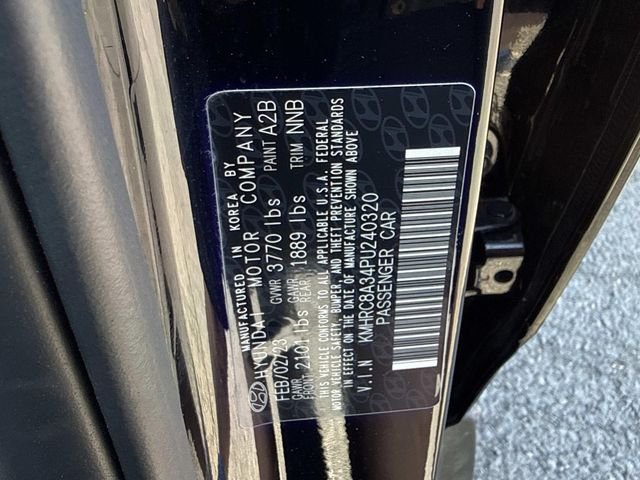 MANUFACTURED IN KOREA BY
HYUNDAI MOTOR COMPANY
FEB/02/23 GVWR 3770 lbs PAINT A2B
GAWR FRONT 2101 lbs GAWR REAR 1889 lbs TRIM NNB
THIS VEHICLE CONFORMS TO ALL APPLICABLE U.S.A. FEDERAL
MOTOR VEHICLE SAFETY, BUMPER, AND THEFT PREVENTION STANDARDS
IN EFFECT ON THE DATE OF MANUFACTURE SHOWN ABOVE
V.I.N KMHRC8A34PU240320
PASSENGER CAR